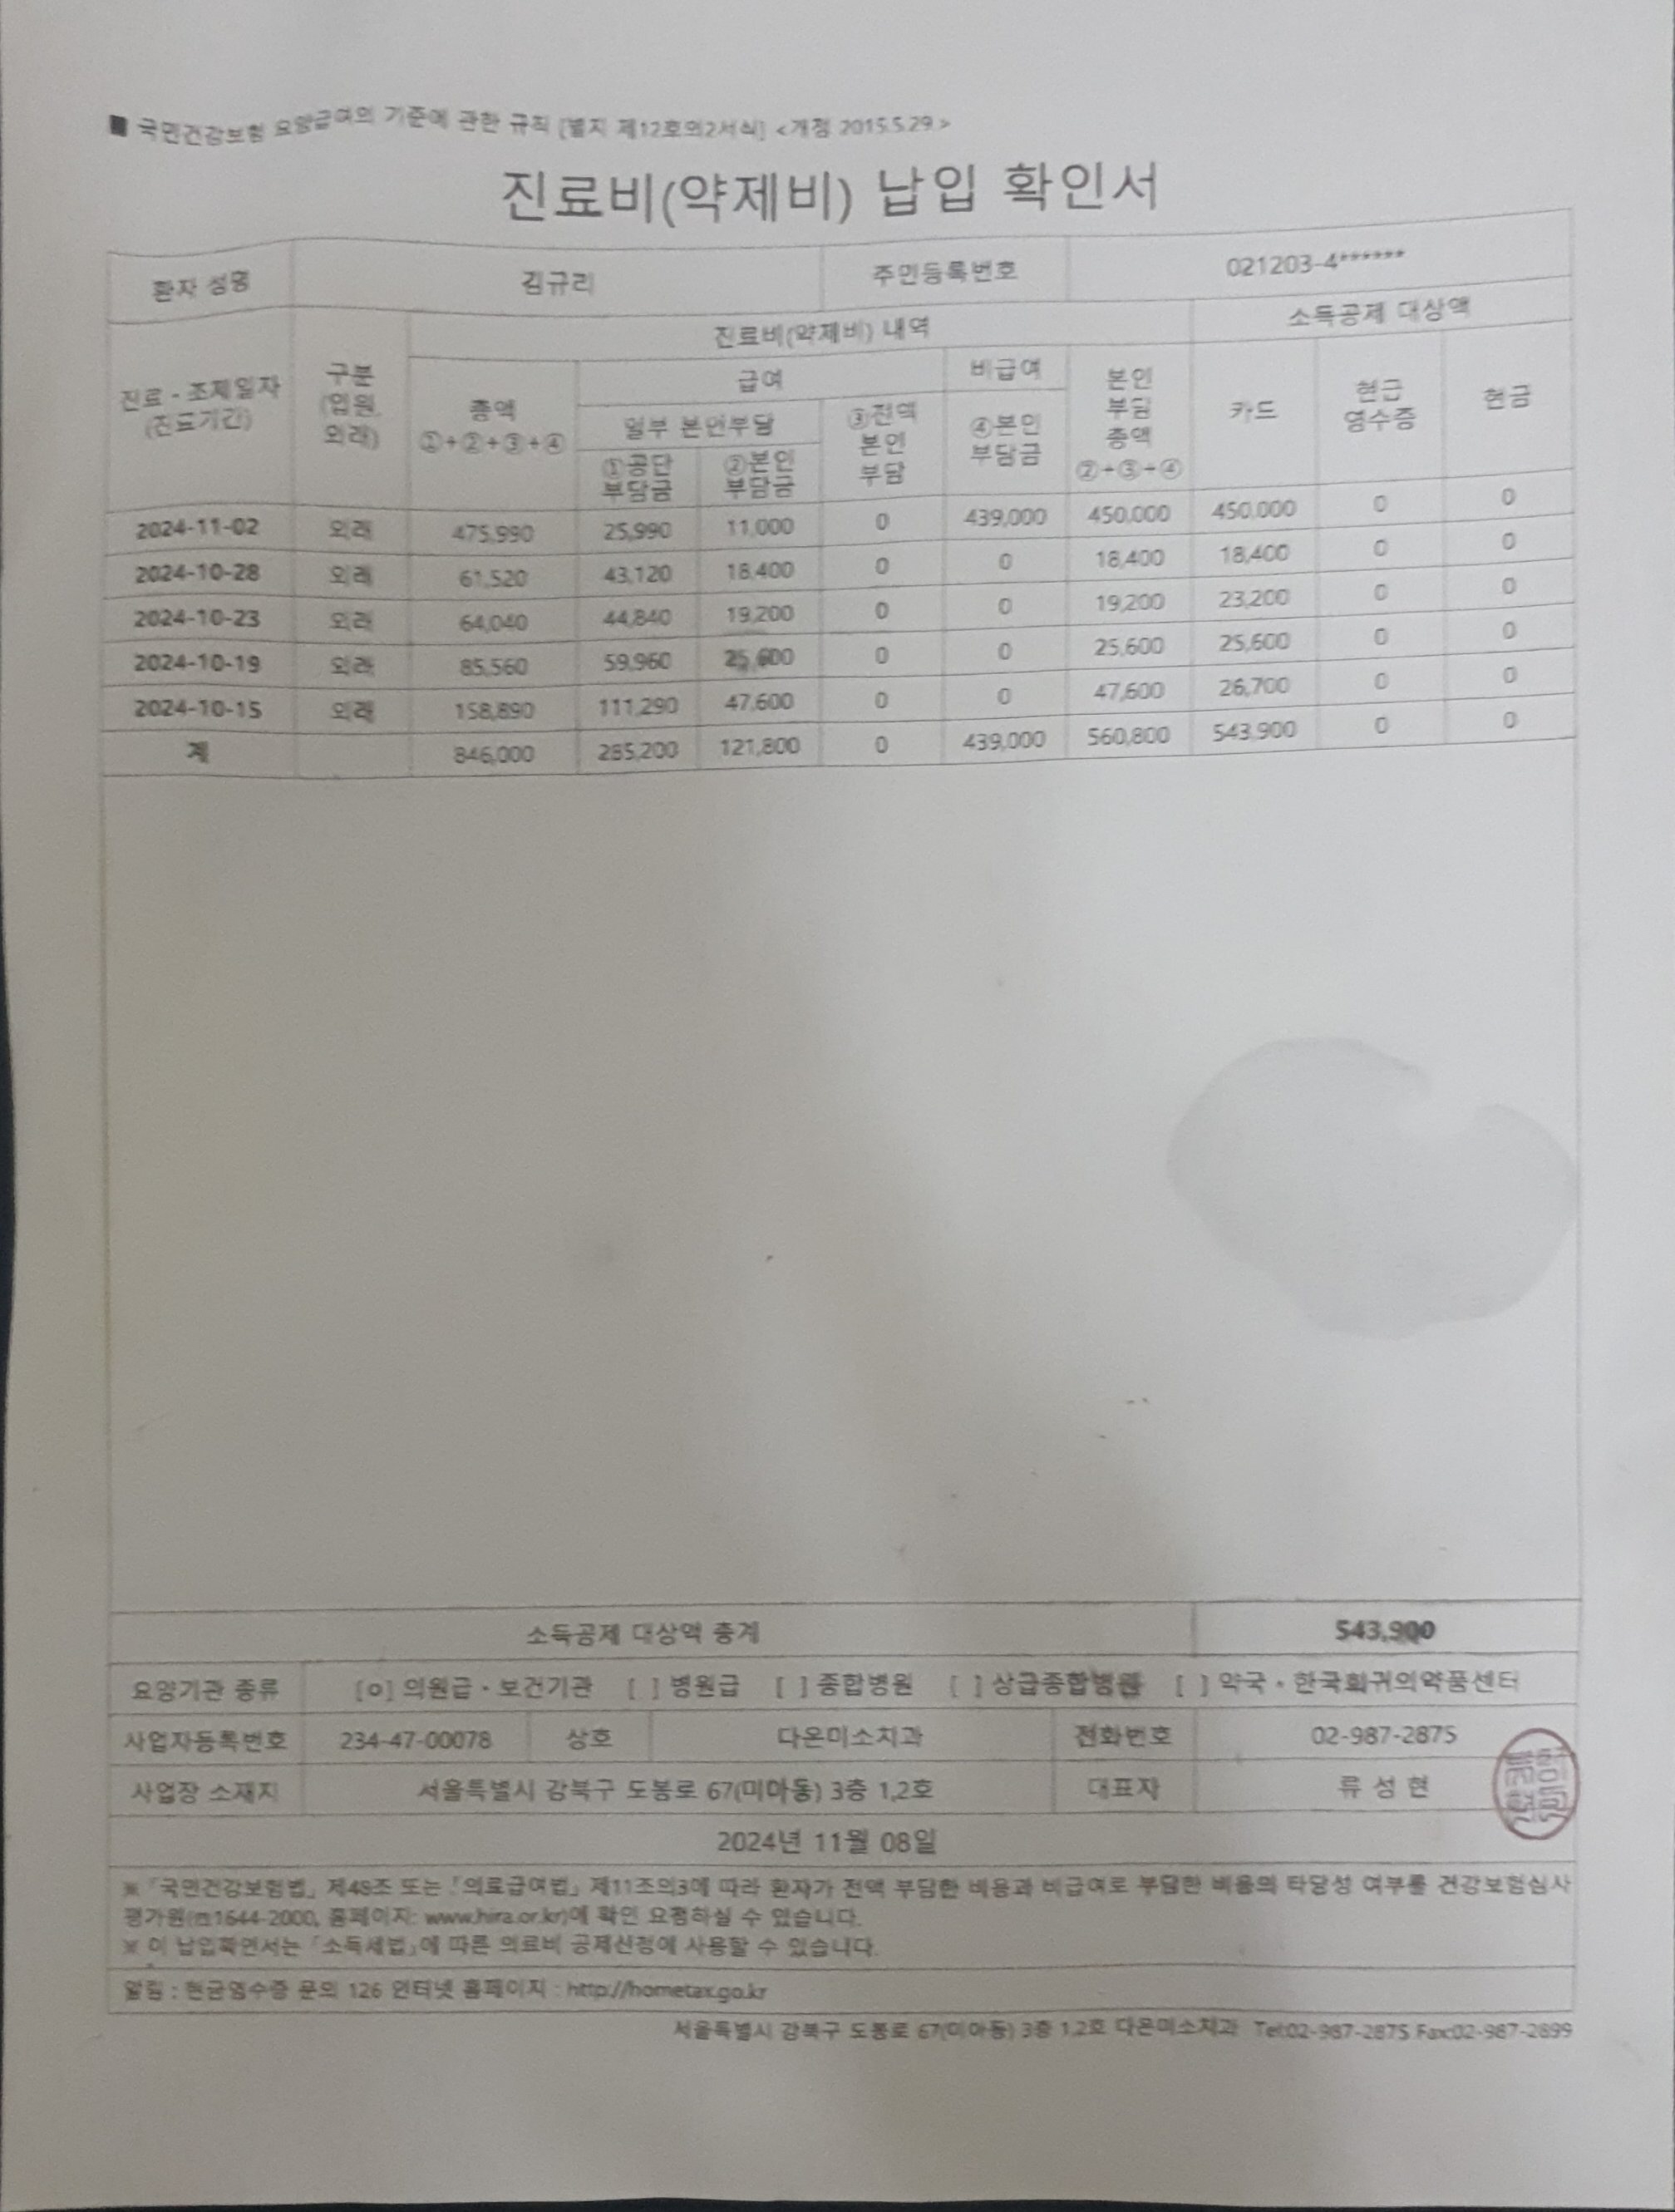 ■ 국민건강보험 요양급여의 기준에 관한 규칙 [별지 제12호의2서식] <개정 2015.5.29.>
진료비(약제비) 납입 확인서
환자 성명 김규리 주민등록번호 021203-4******
진료·조제일자 (진료기간) 구분 (입원 외래) 진료비(약제비) 내역 소득공제 대상액
총액 ①+②+③+④ 급여 비급여 본인 부담 총액 ②+③+④ 카드 현금 영수증 현금
일부 본인부담 ③전액 본인 부담 ④본인 부담금
①공단 부담금 ②본인 부담금
2024-11-02 외래 475,990 25,990 11,000 0 439,000 450,000 450,000 0 0
2024-10-28 외래 61,520 43,120 18,400 0 0 18,400 18,400 0 0
2024-10-23 외래 64,040 44,840 19,200 0 0 19,200 23,200 0 0
2024-10-19 외래 85,560 59,960 25,600 0 0 25,600 25,600 0 0
2024-10-15 외래 158,890 111,290 47,600 0 0 47,600 26,700 0 0
계 846,000 285,200 121,800 0 439,000 560,800 543,900 0 0
소득공제 대상액 총계 543,900
요양기관 종류 [o] 의원급·보건기관 [ ] 병원급 [ ] 종합병원 [ ] 상급종합병원 [ ] 약국·한국희귀의약품센터
사업자등록번호 234-47-00078 상호 다온미소치과 전화번호 02-987-2875
사업장 소재지 서울특별시 강북구 도봉로 67(미아동) 3층 1,2호 대표자 류 성 현
2024년 11월 08일
※「국민건강보험법」 제48조 또는「의료급여법」 제11조의3에 따라 환자가 전액 부담한 비용과 비급여로 부담한 비용의 타당성 여부를 건강보험심사
평가원(☎1644-2000, 홈페이지: www.hira.or.kr)에 확인 요청하실 수 있습니다.
※ 이 납입확인서는「소득세법」에 따른 의료비 공제신청에 사용할 수 있습니다.
알림 : 현금영수증 문의 126 인터넷 홈페이지 : http://hometax.go.kr
서울특별시 강북구 도봉로 67(미아동) 3층 1,2호 다온미소치과 Tel:02-987-2875 Fax:02-987-2899